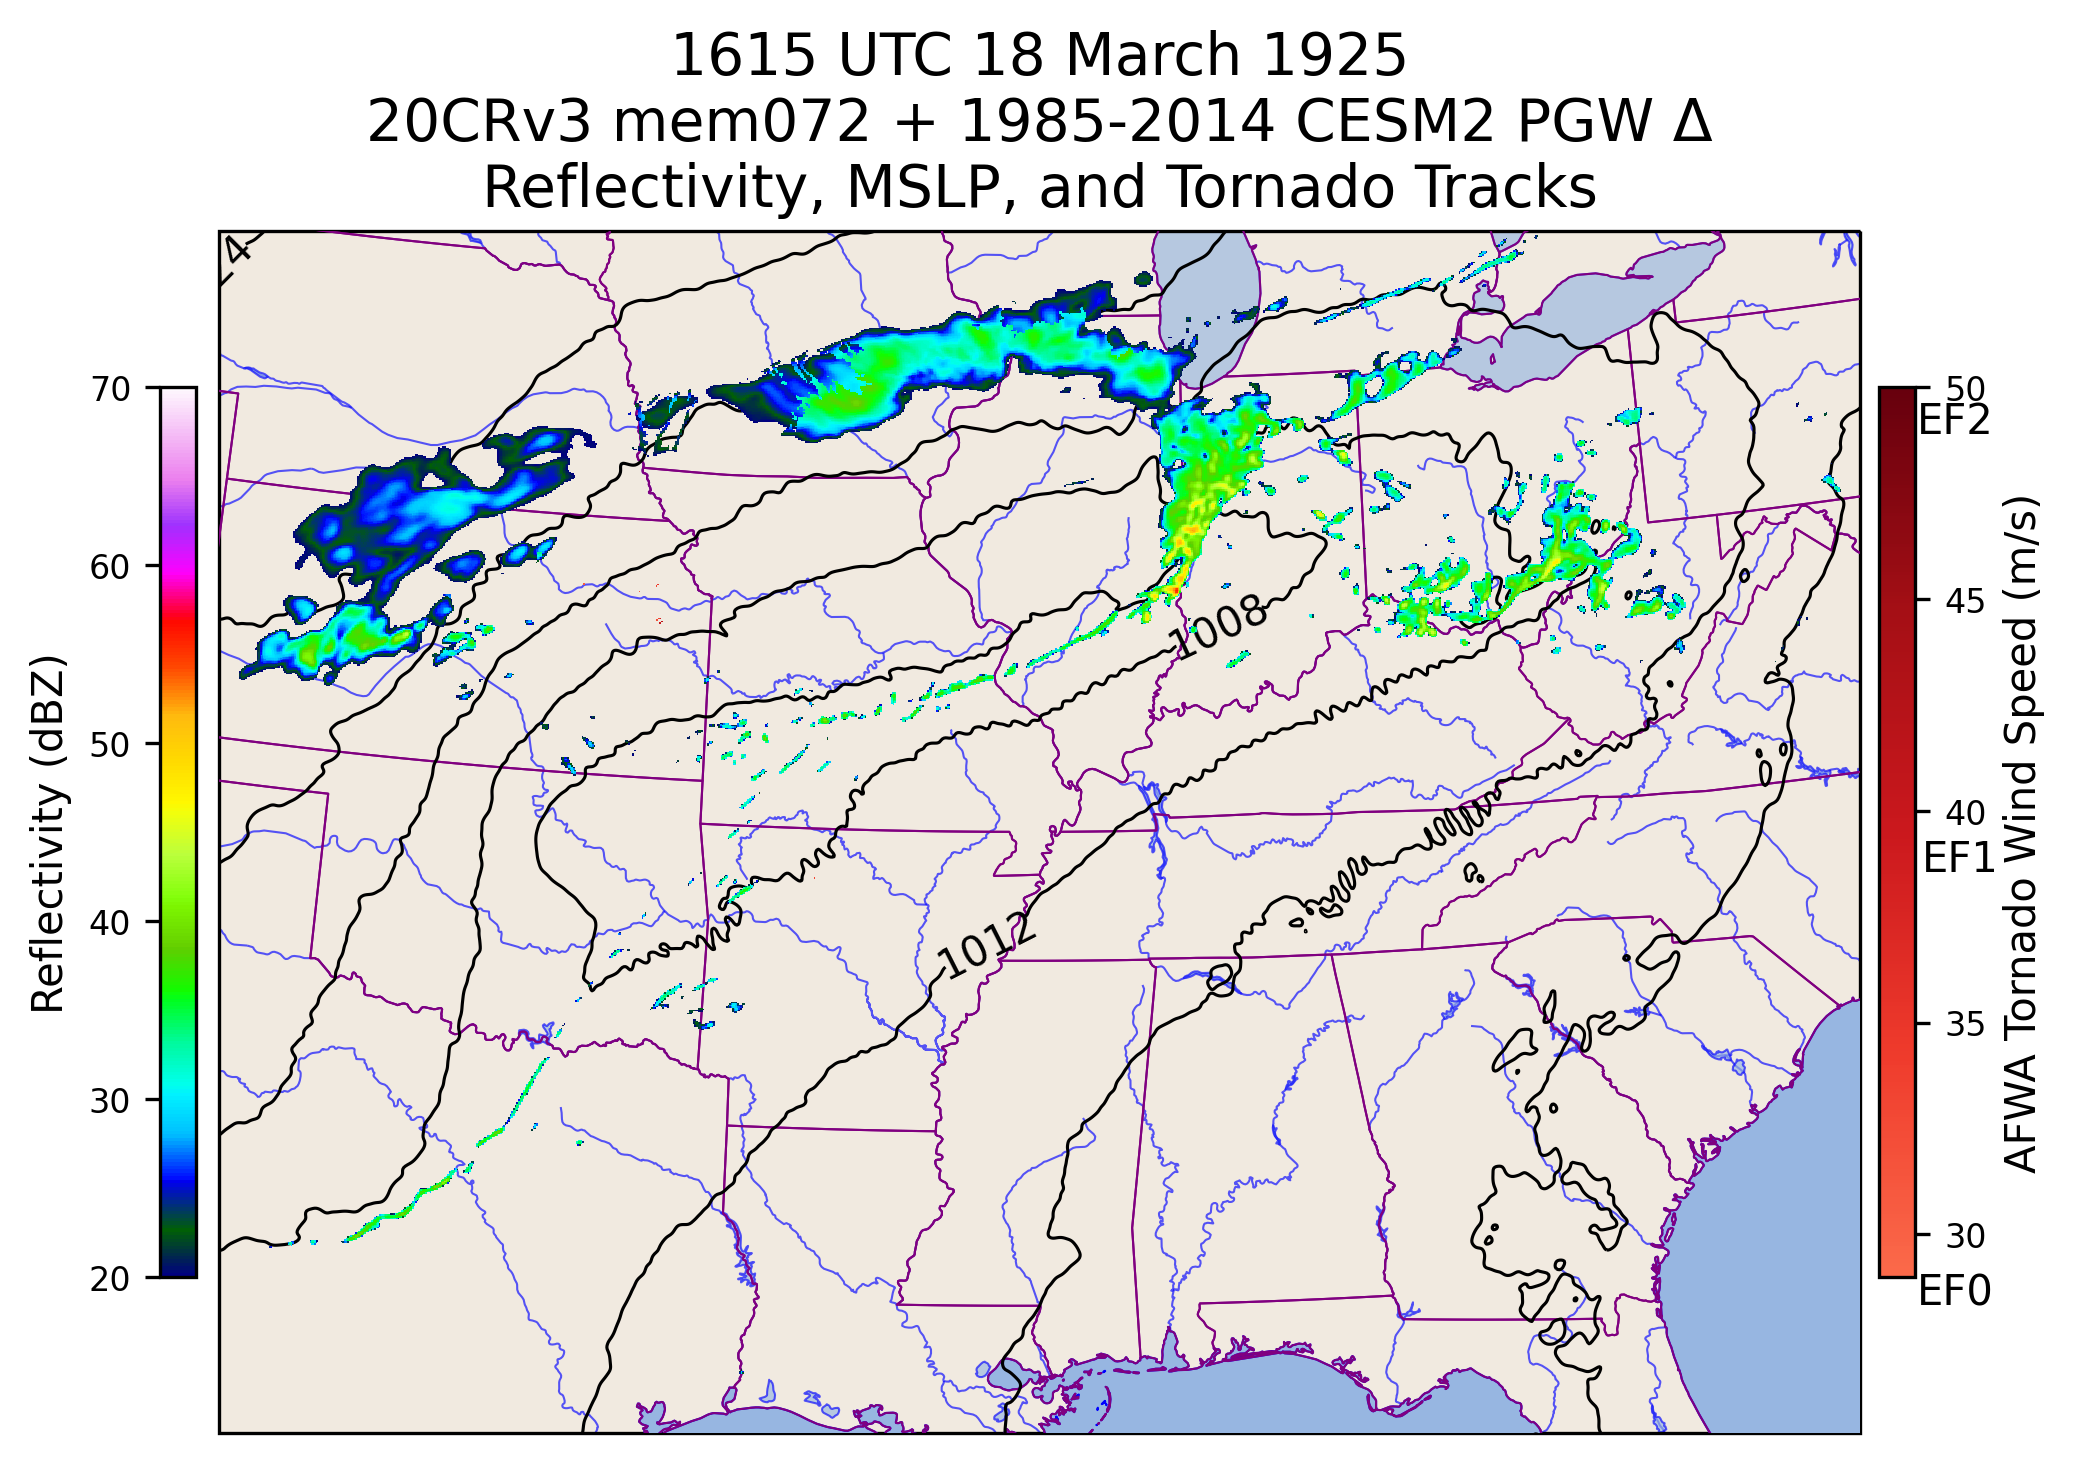 1615 UTC 18 March 1925
20CRv3 mem072 + 1985-2014 CESM2 PGW Δ
Reflectivity, MSLP, and Tornado Tracks
70
60
50
40
30
20
Reflectivity (dBZ)
4
1008
1012
50
EF2
45
40
EF1
35
30
EF0
AFWA Tornado Wind Speed (m/s)